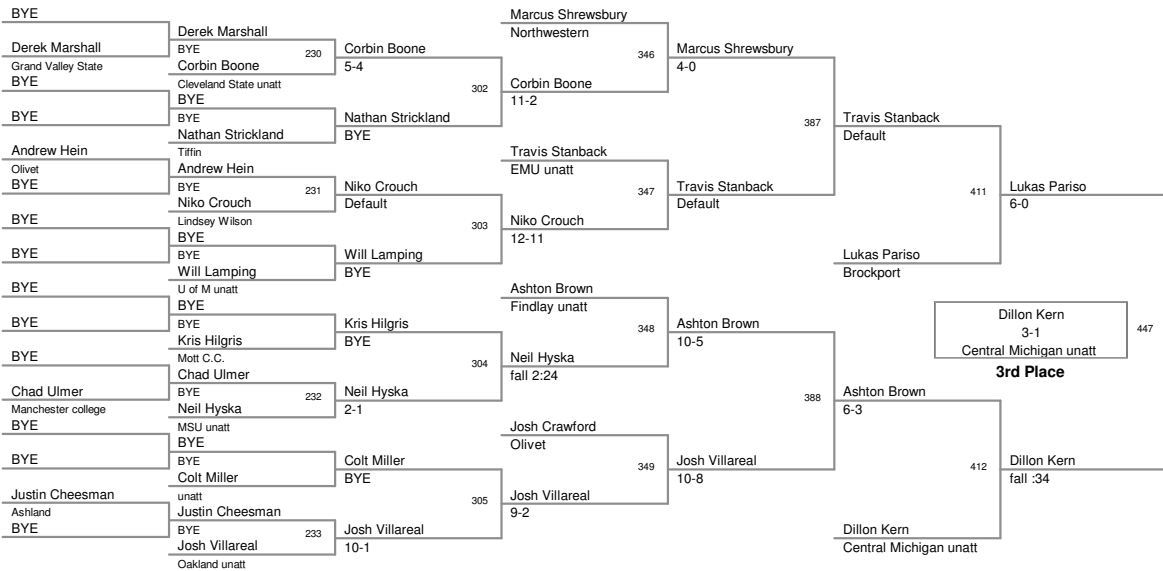 BYE
Derek Marshall
Grand Valley State
BYE
BYE
Andrew Hein
Olivet
BYE
BYE
BYE
BYE
BYE
BYE
Chad Ulmer
Manchester college
BYE
BYE
Justin Cheesman
Ashland
BYE
Derek Marshall
BYE
230
Corbin Boone
Cleveland State unatt
BYE
BYE
Nathan Strickland
Tiffin
Andrew Hein
BYE
231
Niko Crouch
Lindsey Wilson
BYE
BYE
Will Lamping
U of M unatt
BYE
BYE
Kris Hilgris
Mott C.C.
Chad Ulmer
BYE
232
Neil Hyska
MSU unatt
BYE
BYE
Colt Miller
unatt
Justin Cheesman
BYE
233
Josh Villareal
Oakland unatt
Corbin Boone
5-4
302
Nathan Strickland
BYE
Niko Crouch
Default
303
Will Lamping
BYE
Kris Hilgris
BYE
304
Neil Hyska
2-1
Colt Miller
BYE
305
Josh Villareal
10-1
Marcus Shrewsbury
Northwestern
346
Corbin Boone
11-2
Travis Stanback
EMU unatt
347
Niko Crouch
12-11
Ashton Brown
Findlay unatt
348
Neil Hyska
fall 2:24
Josh Crawford
Olivet
349
Josh Villareal
9-2
Marcus Shrewsbury
4-0
387
Travis Stanback
Default
Ashton Brown
10-5
388
Josh Villareal
10-8
Travis Stanback
Default
411
Lukas Pariso
Brockport
Ashton Brown
6-3
412
Dillon Kern
Central Michigan unatt
Lukas Pariso
6-0
Dillon Kern
3-1
Central Michigan unatt
447
3rd Place
Dillon Kern
fall :34